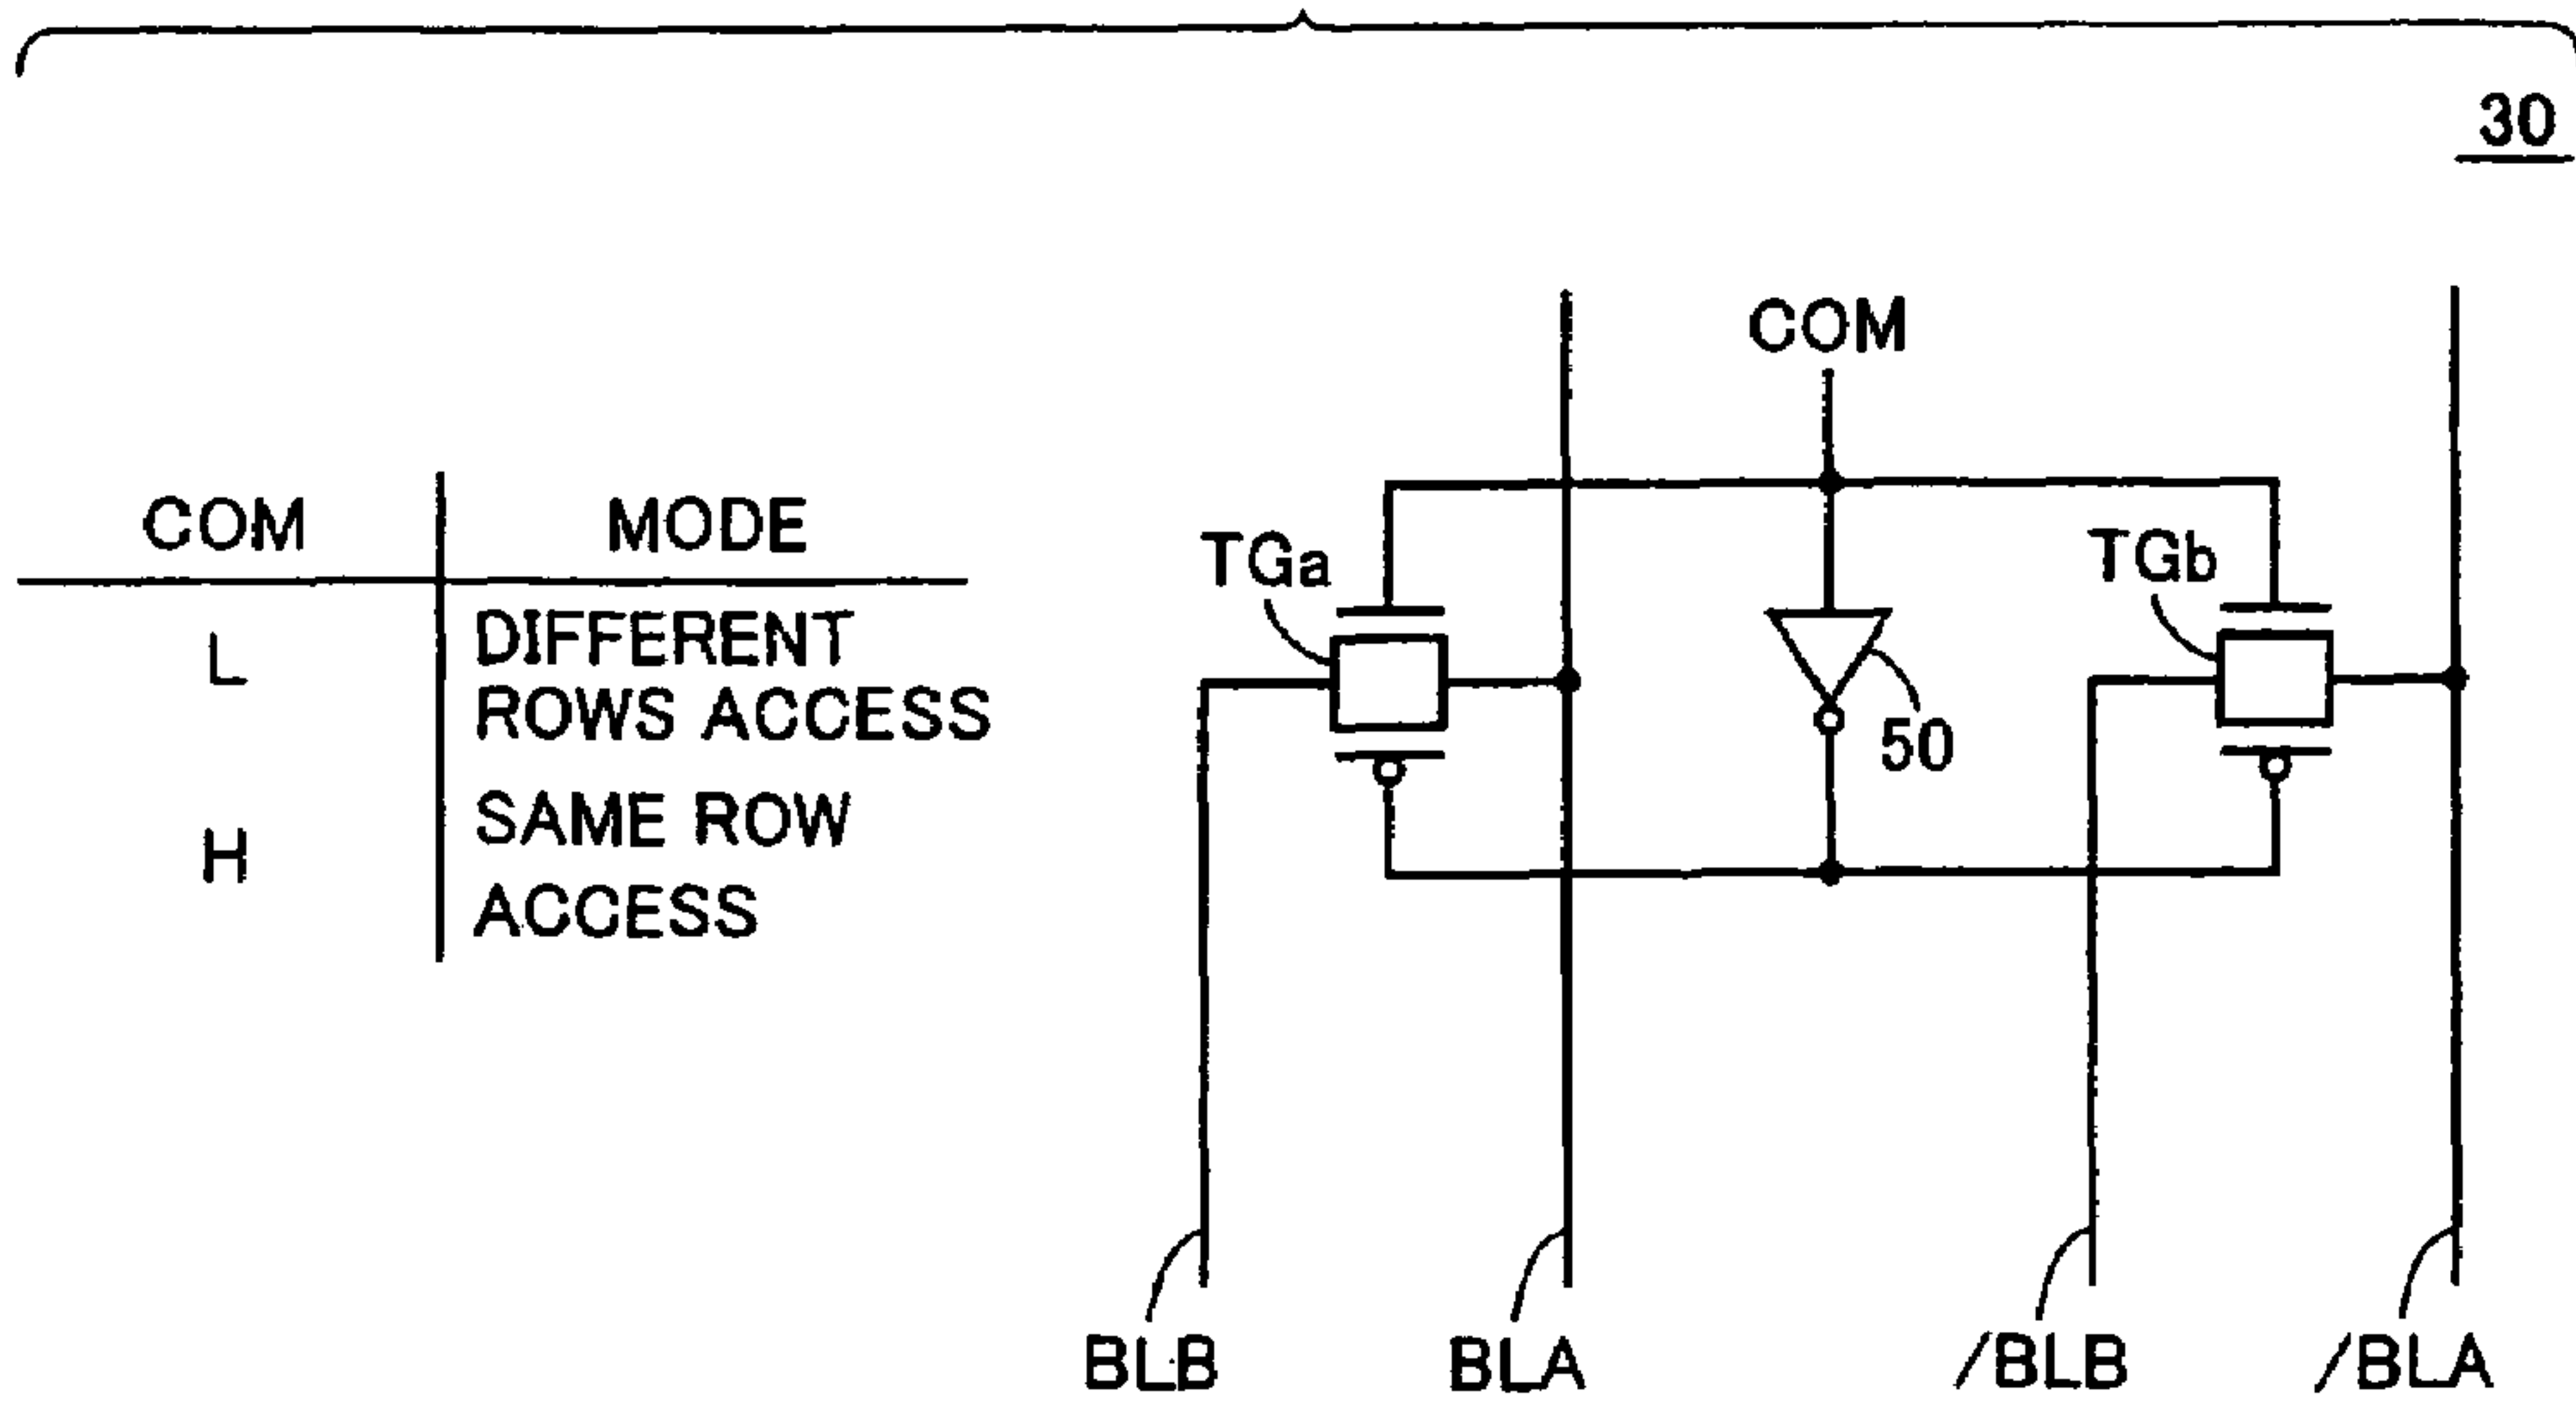 30
COM MODE
L DIFFERENT
ROWS ACCESS
H SAME ROW
ACCESS
COM
TGa
TGb
50
BLB BLA /BLB /BLA